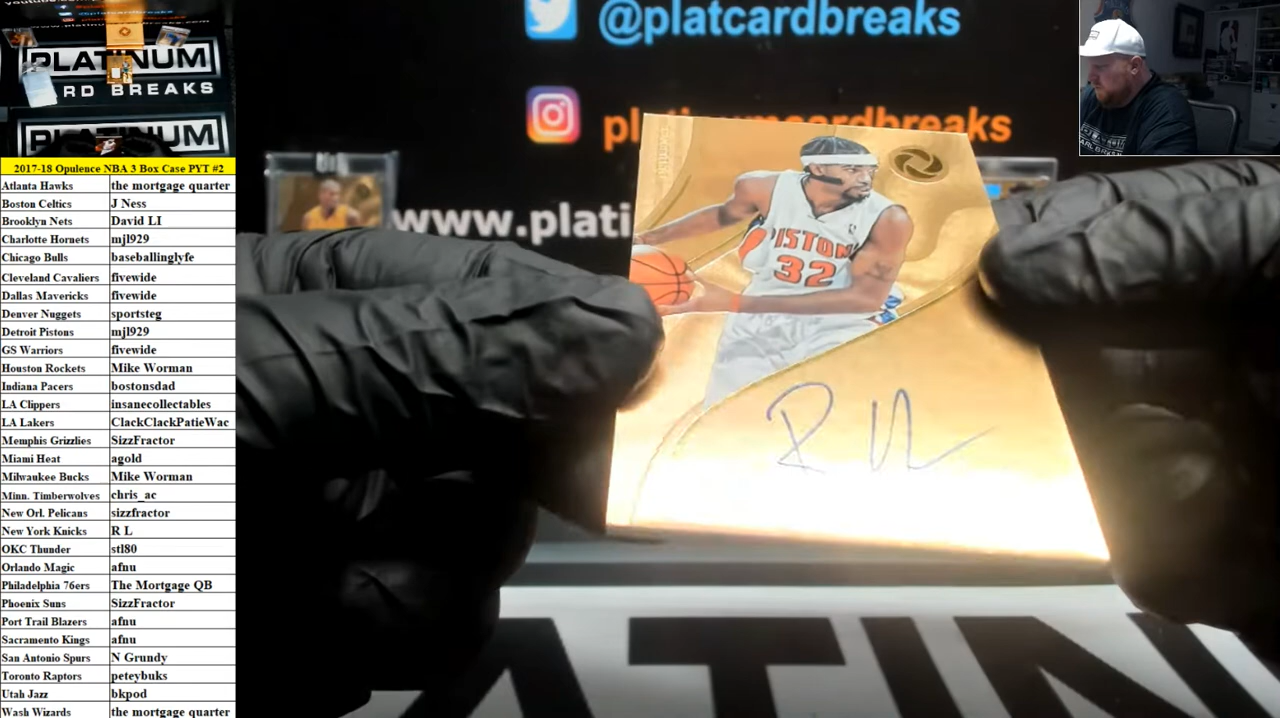 youtube.com/
PLATINUM
RD BREAKS
PLATINUM
@platcardbreaks
platinumcardbreaks
www.plati
PISTONS
32
2017-18 Opulence NBA 3 Box Case PYT #2
Atlanta Hawks the mortgage quarter
Boston Celtics J Ness
Brooklyn Nets David LI
Charlotte Hornets mjl929
Chicago Bulls baseballinglyfe
Cleveland Cavaliers fivewide
Dallas Mavericks fivewide
Denver Nuggets sportsteg
Detroit Pistons mjl929
GS Warriors fivewide
Houston Rockets Mike Worman
Indiana Pacers bostonsdad
LA Clippers insanecollectables
LA Lakers ClackClackPatieWac
Memphis Grizzlies SizzFractor
Miami Heat agold
Milwaukee Bucks Mike Worman
Minn. Timberwolves chris_ac
New Orl. Pelicans sizzfractor
New York Knicks R L
OKC Thunder stl80
Orlando Magic afnu
Philadelphia 76ers The Mortgage QB
Phoenix Suns SizzFractor
Port Trail Blazers afnu
Sacramento Kings afnu
San Antonio Spurs N Grundy
Toronto Raptors peteybuks
Utah Jazz bkpod
Wash Wizards the mortgage quarter
ATIN